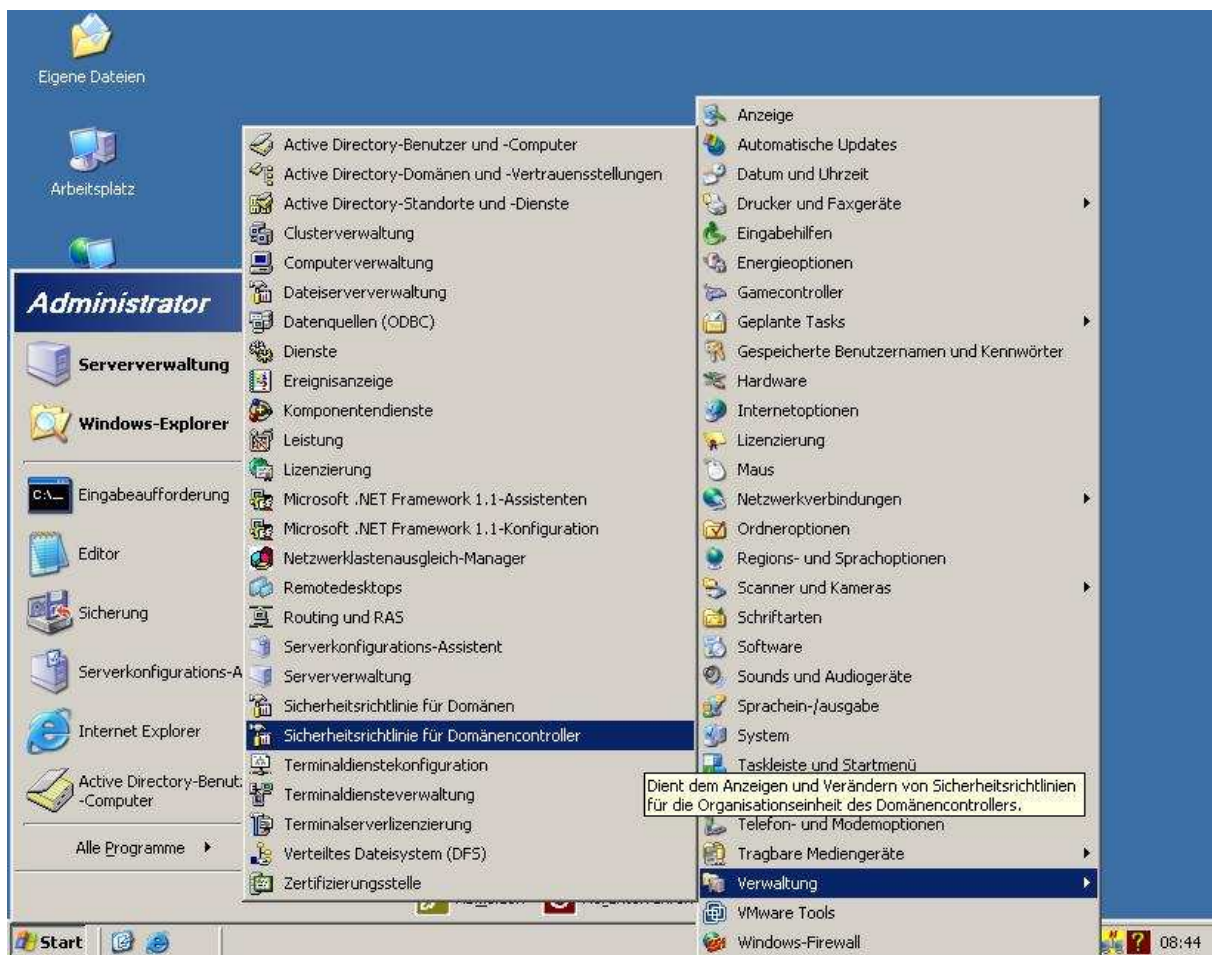 Eigene Dateien
Arbeitsplatz
Administrator
Serververwaltung
Windows-Explorer
Eingabeaufforderung
C:\_
Editor
Sicherung
Serverkonfigurations-A
Internet Explorer
Active Directory-Benut
-Computer
Alle Programme
Start
Active Directory-Benutzer und -Computer
Active Directory-Domänen und -Vertrauensstellungen
Active Directory-Standorte und -Dienste
Clusterverwaltung
Computerverwaltung
Dateiserververwaltung
Datenquellen (ODBC)
Dienste
Ereignisanzeige
Komponentendienste
Leistung
Lizenzierung
Microsoft .NET Framework 1.1-Assistenten
Microsoft .NET Framework 1.1-Konfiguration
Netzwerklastenausgleich-Manager
Remotedesktops
Routing und RAS
Serverkonfigurations-Assistent
Serververwaltung
Sicherheitsrichtlinie für Domänen
Sicherheitsrichtlinie für Domänencontroller
Terminaldienstekonfiguration
Terminaldiensteverwaltung
Terminalserverlizenzierung
Verteiltes Dateisystem (DFS)
Zertifizierungsstelle
Anzeige
Automatische Updates
Datum und Uhrzeit
Drucker und Faxgeräte
Eingabehilfen
Energieoptionen
Gamecontroller
Geplante Tasks
Gespeicherte Benutzernamen und Kennwörter
Hardware
Internetoptionen
Lizenzierung
Maus
Netzwerkverbindungen
Ordneroptionen
Regions- und Sprachoptionen
Scanner und Kameras
Schriftarten
Software
Sounds und Audiogeräte
Sprachein-/ausgabe
System
Taskleiste und Startmenü
Dient dem Anzeigen und Verändern von Sicherheitsrichtlinien
für die Organisationseinheit des Domänencontrollers.
Telefon- und Modemoptionen
Tragbare Mediengeräte
Verwaltung
VMware Tools
Windows-Firewall
08:44